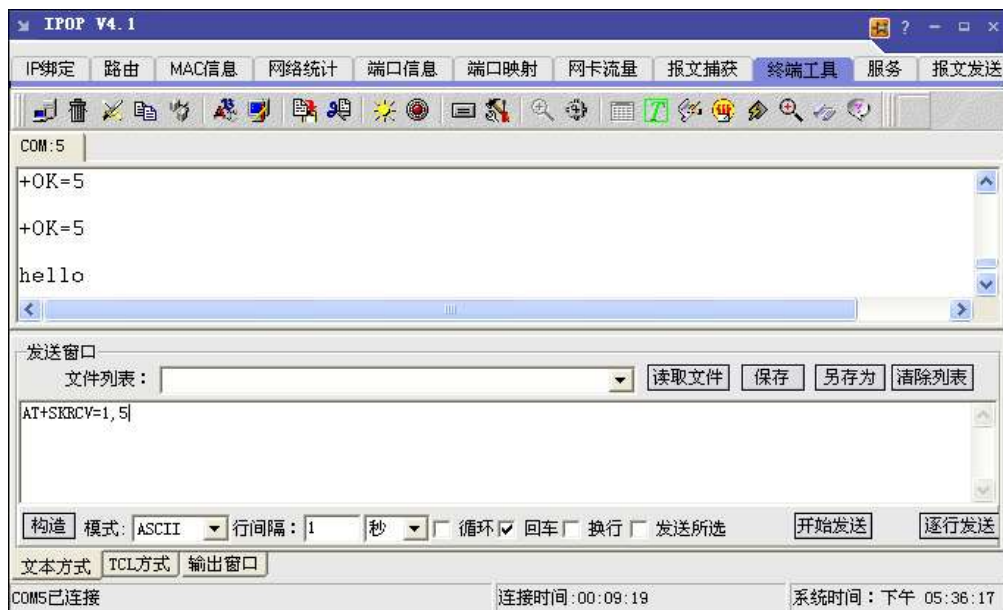 IPOP V4.1
IP绑定 路由 MAC信息 网络统计 端口信息 端口映射 网卡流量 报文捕获 终端工具 服务 报文发送
COM:5
+OK=5
+OK=5
hello
发送窗口
文件列表： 读取文件 保存 另存为 清除列表
AT+SKRCV=1,5
构造 模式: ASCII 行间隔：1 秒 循环 回车 换行 发送所选 开始发送 逐行发送
文本方式 TCL方式 输出窗口
COM5已连接 连接时间:00:09:19 系统时间：下午 05:36:17